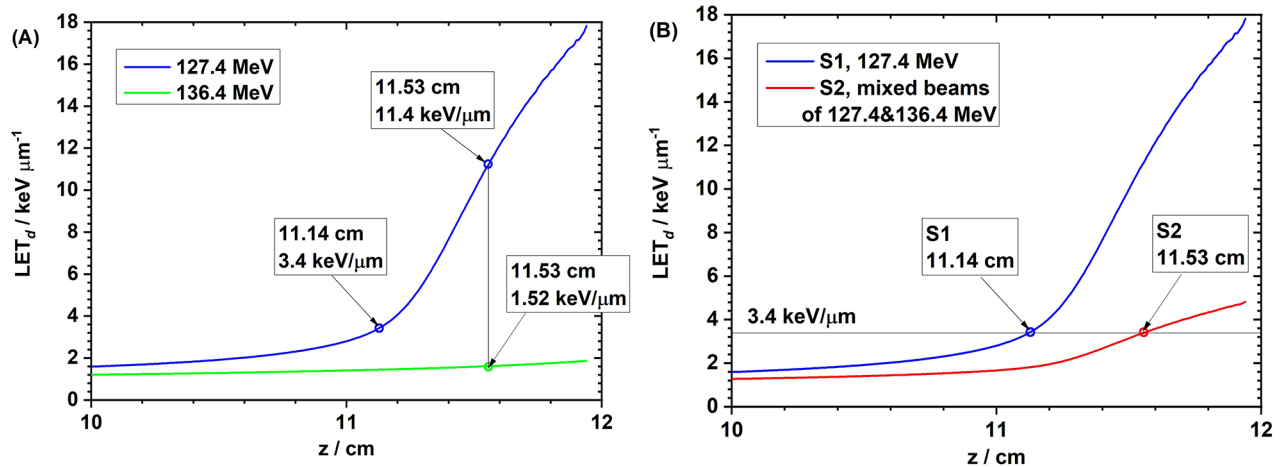 (A)
18
16
14
12
10
8
6
4
2
0
LETd / keV μm-1
127.4 MeV
136.4 MeV
11.53 cm
11.4 keV/μm
11.14 cm
3.4 keV/μm
11.53 cm
1.52 keV/μm
10
11
12
z / cm
(B)
18
16
14
12
10
8
6
4
2
0
LETd / keV μm-1
S1, 127.4 MeV
S2, mixed beams
of 127.4&136.4 MeV
S1
11.14 cm
S2
11.53 cm
3.4 keV/μm
10
11
12
z / cm